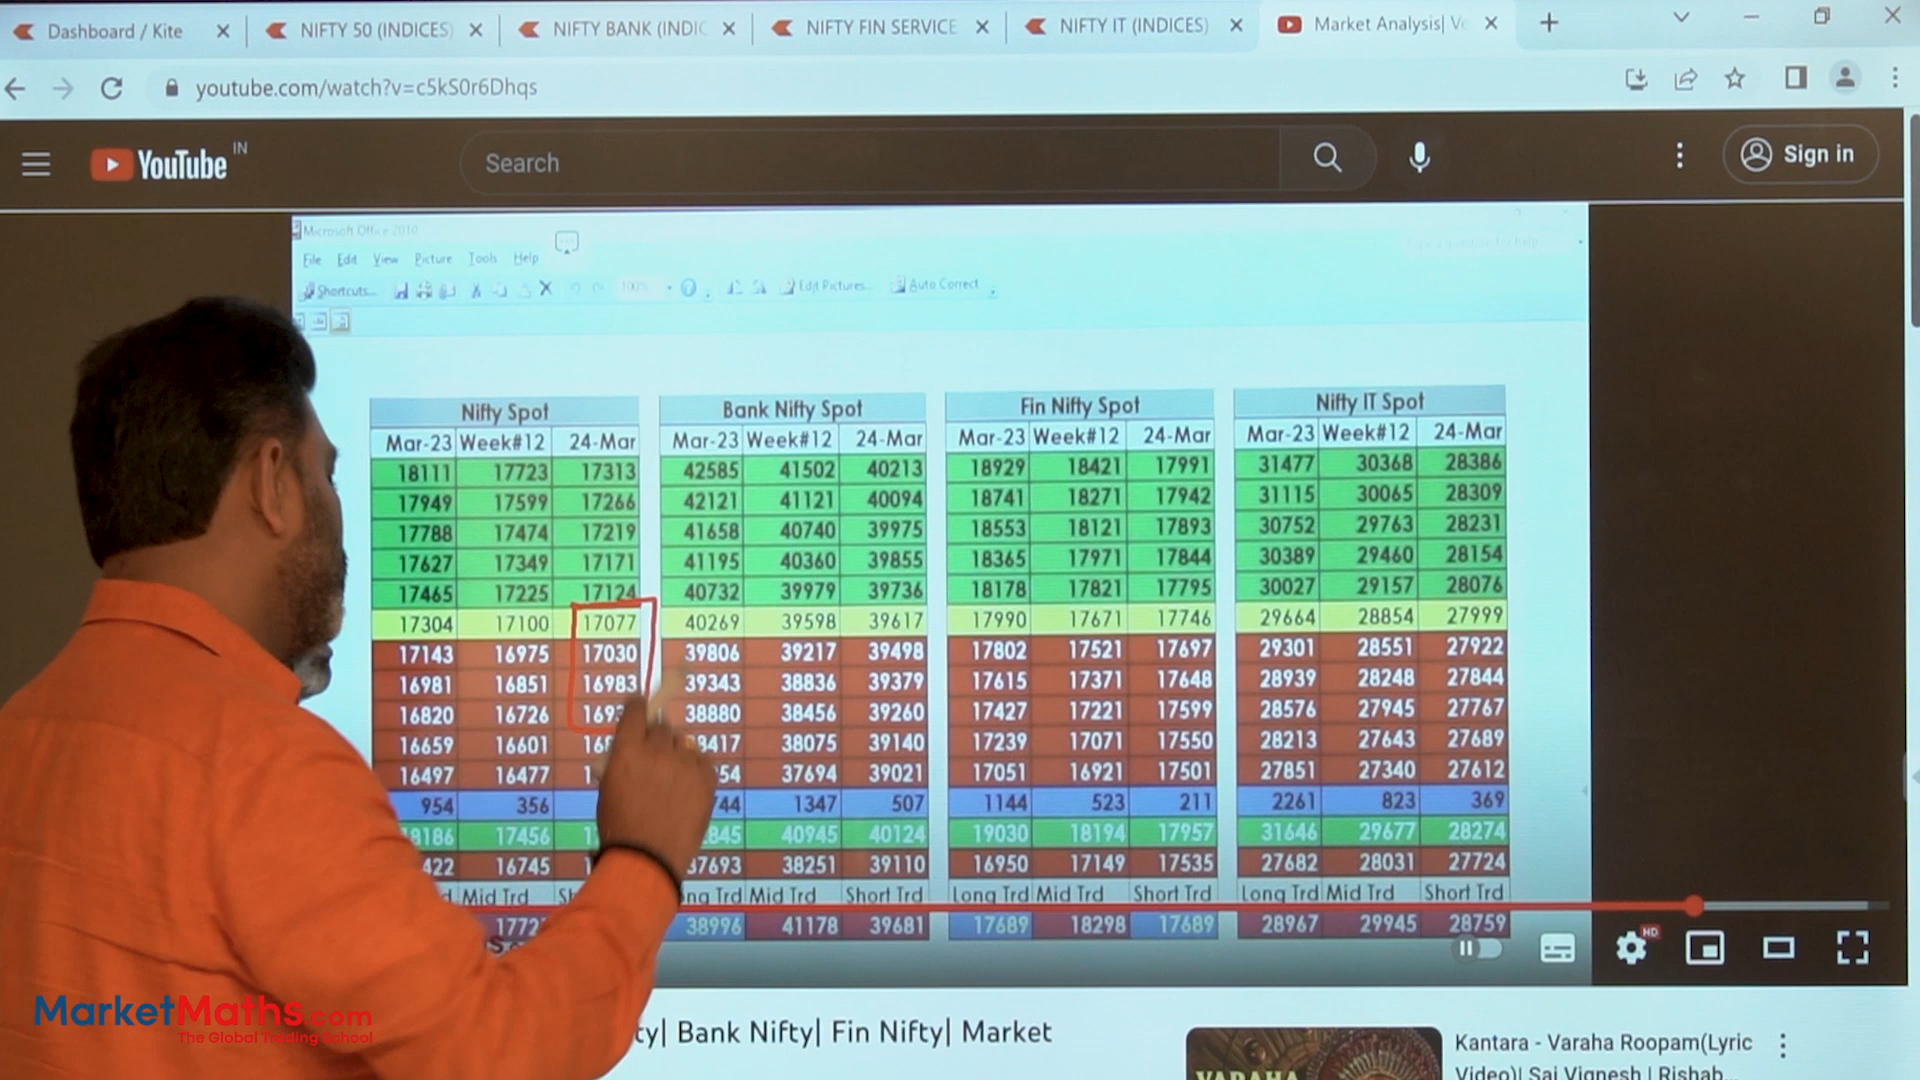 Dashboard / Kite
NIFTY 50 (INDICES)
NIFTY BANK (INDIC
NIFTY FIN SERVICE
NIFTY IT (INDICES)
Market Analysis| Ve
youtube.com/watch?v=c5kS0r6Dhqs
YouTube IN
Search
Sign in
Microsoft Office 2010
File Edit View Picture Tools Help
Shortcuts... 100% Edit Pictures... Auto Correct
Nifty Spot Bank Nifty Spot Fin Nifty Spot Nifty IT Spot
Mar-23 Week#12 24-Mar Mar-23 Week#12 24-Mar Mar-23 Week#12 24-Mar Mar-23 Week#12 24-Mar
18111 17723 17313 42585 41502 40213 18929 18421 17991 31477 30368 28386
17949 17599 17266 42121 41121 40094 18741 18271 17942 31115 30065 28309
17788 17474 17219 41658 40740 39975 18553 18121 17893 30752 29763 28231
17627 17349 17171 41195 40360 39855 18365 17971 17844 30389 29460 28154
17465 17225 17124 40732 39979 39736 18178 17821 17795 30027 29157 28076
17304 17100 17077 40269 39598 39617 17990 17671 17746 29664 28854 27999
17143 16975 17030 39806 39217 39498 17802 17521 17697 29301 28551 27922
16981 16851 16983 39343 38836 39379 17615 17371 17648 28939 28248 27844
16820 16726 38880 38456 39260 17427 17221 17599 28576 27945 27767
16659 16601 38075 39140 17239 17071 17550 28213 27643 27689
16497 16477 37694 39021 17051 16921 17501 27851 27340 27612
954 356 1347 507 1144 523 211 2261 823 369
17456 40945 40124 19030 18194 17957 31646 29677 28274
16745 37693 38251 39110 16950 17149 17535 27682 28031 27724
Mid Trd Mid Trd Short Trd Long Trd Mid Trd Short Trd Long Trd Mid Trd Short Trd
38996 41178 39681 17689 18298 17689 28967 29945 28759
HD
MarketMaths.com
The Global Trading School
ty| Bank Nifty| Fin Nifty| Market
Kantara - Varaha Roopam(Lyric
Video)| Sai Vignesh | Rishab...
VARAHA